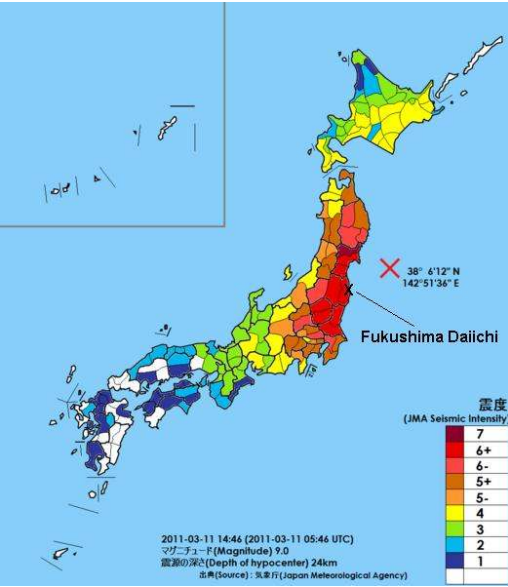 38° 6'12" N
142°51'36" E
Fukushima Daiichi
震度
(JMA Seismic Intensity)
7
6+
6-
5+
5-
4
3
2
1
2011-03-11 14:46 (2011-03-11 05:46 UTC)
マグニチュード(Magnitude) 9.0
震源の深さ(Depth of hypocenter) 24km
出典(Source) : 気象庁(Japan Meteorological Agency)